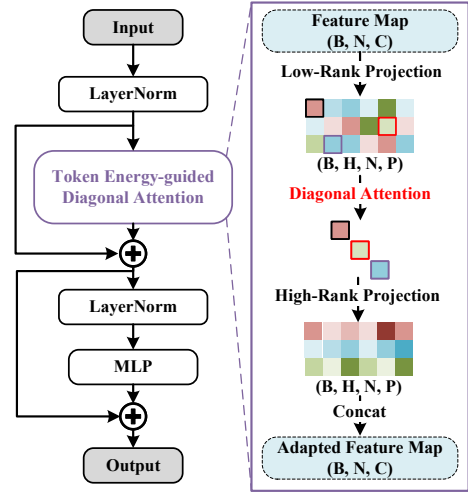 Input
LayerNorm
Token Energy-guided
Diagonal Attention
LayerNorm
MLP
Output
Feature Map
(B, N, C)
Low-Rank Projection
(B, H, N, P)
Diagonal Attention
High-Rank Projection
(B, H, N, P)
Concat
Adapted Feature Map
(B, N, C)